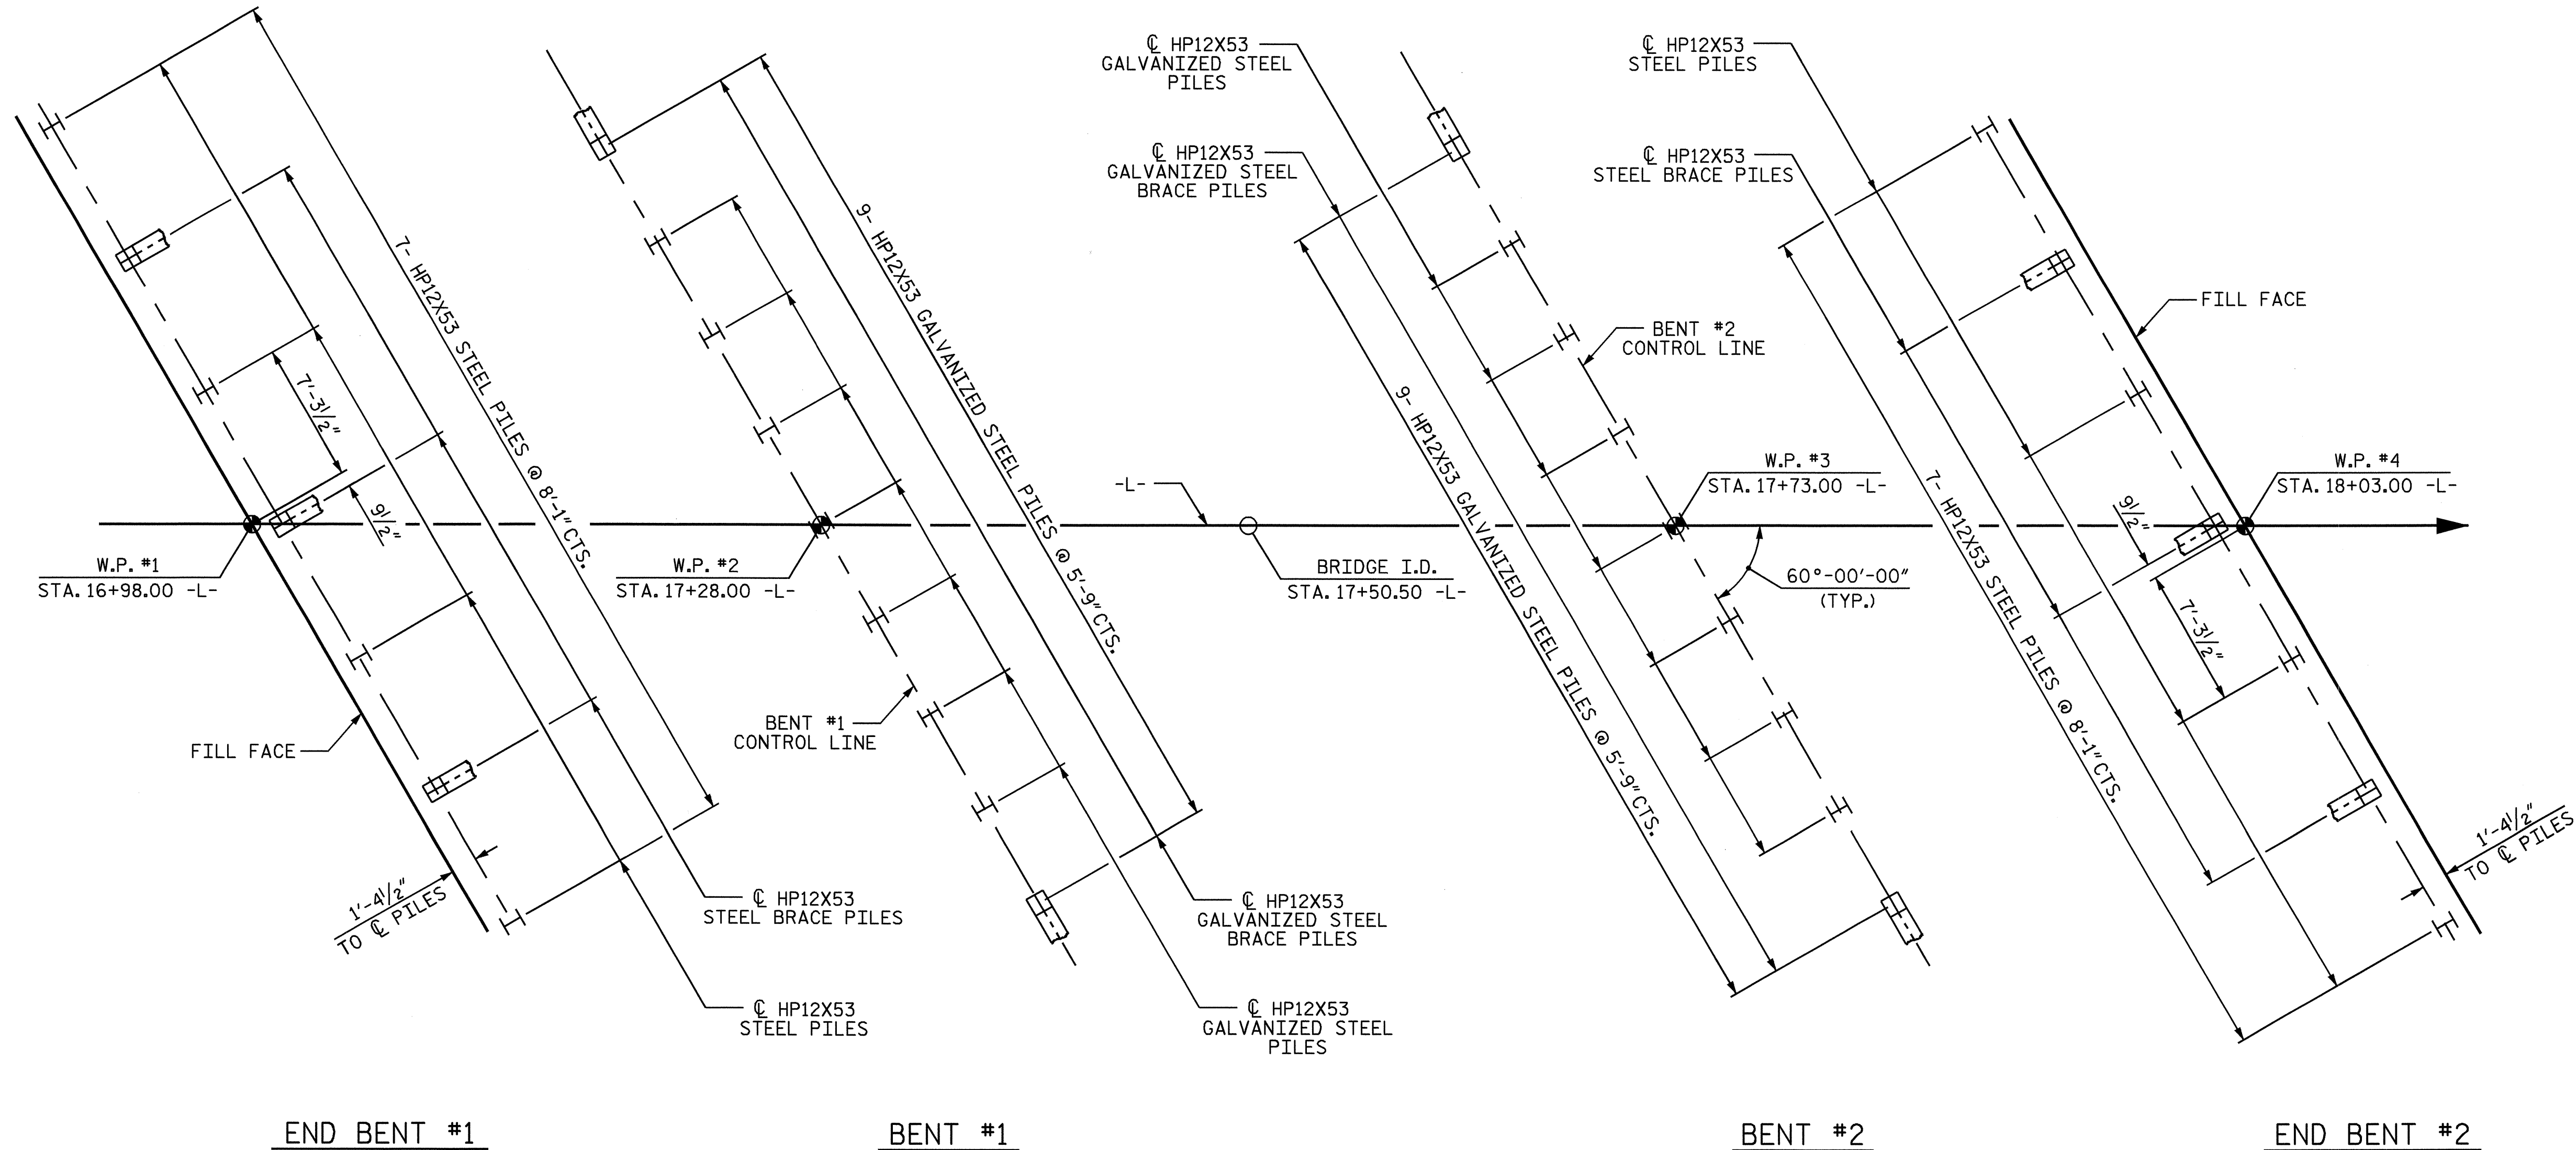 ℄ HP12X53
GALVANIZED STEEL
PILES
℄ HP12X53
STEEL PILES
℄ HP12X53
GALVANIZED STEEL
BRACE PILES
℄ HP12X53
STEEL BRACE PILES
7- HP12X53 STEEL PILES @ 8'-1" CTS.
9- HP12X53 GALVANIZED STEEL PILES @ 5'-9" CTS.
9- HP12X53 GALVANIZED STEEL PILES @ 5'-9" CTS.
7- HP12X53 STEEL PILES @ 8'-1" CTS.
FILL FACE
BENT #2
CONTROL LINE
7'-3½"
9½"
-L-
W.P. #3
STA. 17+73.00 -L-
W.P. #4
STA. 18+03.00 -L-
9½"
7'-3½"
W.P. #1
STA. 16+98.00 -L-
W.P. #2
STA. 17+28.00 -L-
BRIDGE I.D.
STA. 17+50.50 -L-
60°-00'-00"
(TYP.)
FILL FACE
BENT #1
CONTROL LINE
1'-4½"
TO ℄ PILES
1'-4½"
TO ℄ PILES
℄ HP12X53
STEEL BRACE PILES
℄ HP12X53
GALVANIZED STEEL
BRACE PILES
℄ HP12X53
STEEL PILES
℄ HP12X53
GALVANIZED STEEL
PILES
END BENT #1
BENT #1
BENT #2
END BENT #2